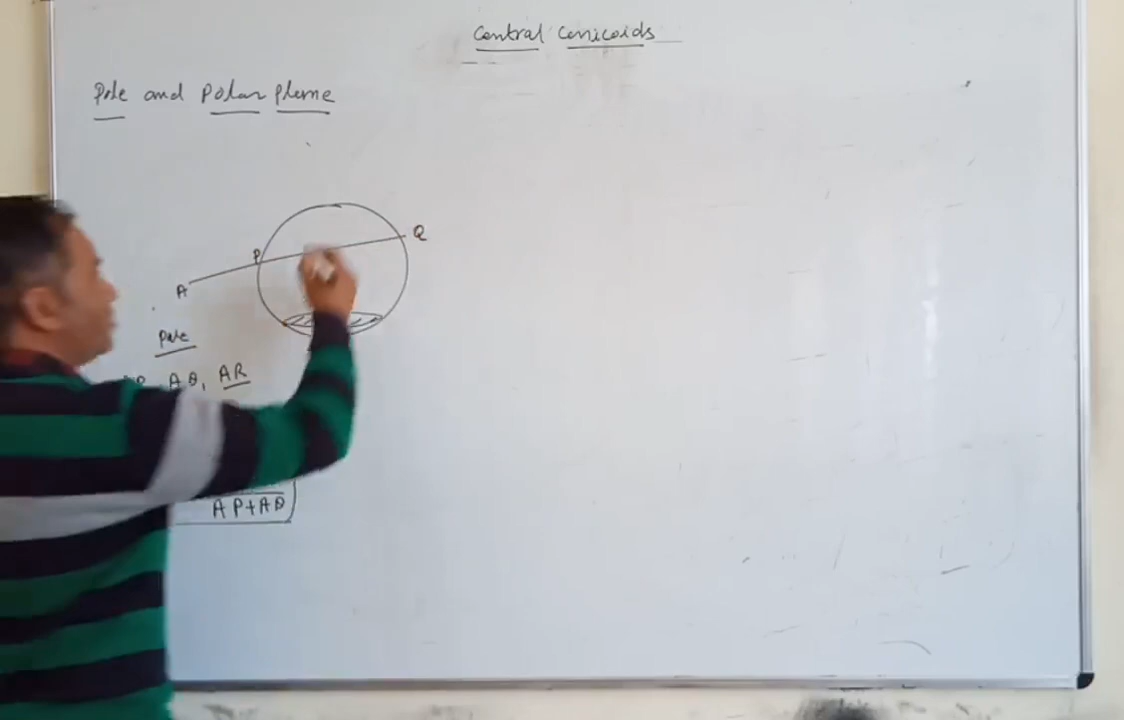 Central Conicoids
Pole and Polar Plane
P
Q
A
Pole
AQ, AR
AP+AQ